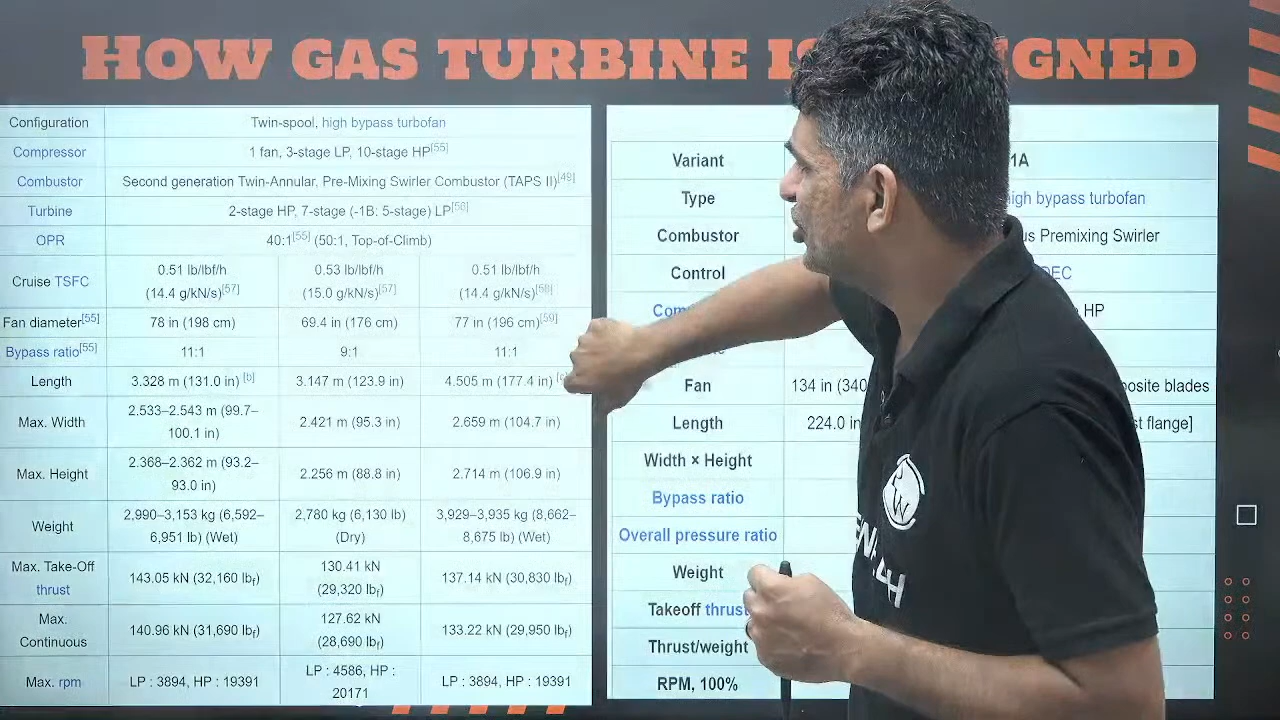 HOW GAS TURBINE IS
GNED
Configuration Twin-spool, high bypass turbofan
Compressor 1 fan, 3-stage LP, 10-stage HP[55]
Combustor Second generation Twin-Annular, Pre-Mixing Swirler Combustor (TAPS II)[49]
Turbine 2-stage HP, 7-stage (-1B: 5-stage) LP[50]
OPR 40:1[55] (50:1, Top-of-Climb)
Cruise TSFC 0.51 lb/lbf/h (14.4 g/kN/s)[57] 0.53 lb/lbf/h (15.0 g/kN/s)[57] 0.51 lb/lbf/h (14.4 g/kN/s)[58]
Fan diameter[55] 78 in (198 cm) 69.4 in (176 cm) 77 in (196 cm)[59]
Bypass ratio[55] 11:1 9:1 11:1
Length 3.328 m (131.0 in) [b] 3.147 m (123.9 in) 4.505 m (177.4 in)
Max. Width 2.533–2.543 m (99.7–100.1 in) 2.421 m (95.3 in) 2.659 m (104.7 in)
Max. Height 2.368–2.362 m (93.2–93.0 in) 2.256 m (88.8 in) 2.714 m (106.9 in)
Weight 2,990–3,153 kg (6,592–6,951 lb) (Wet) 2,780 kg (6,130 lb) (Dry) 3,929–3,935 kg (8,662–8,675 lb) (Wet)
Max. Take-Off thrust 143.05 kN (32,160 lbf) 130.41 kN (29,320 lbf) 137.14 kN (30,830 lbf)
Max. Continuous 140.96 kN (31,690 lbf) 127.62 kN (28,690 lbf) 133.22 kN (29,950 lbf)
Max. rpm LP : 3894, HP : 19391 LP : 4586, HP : 20171 LP : 3894, HP : 19391
Variant 1A
Type high bypass turbofan
Combustor us Premixing Swirler
Control DEC
Com HP
Fan 134 in (340 posite blades
Length 224.0 in st flange]
Width × Height
Bypass ratio
Overall pressure ratio
Weight
Takeoff thrust
Thrust/weight
RPM, 100%